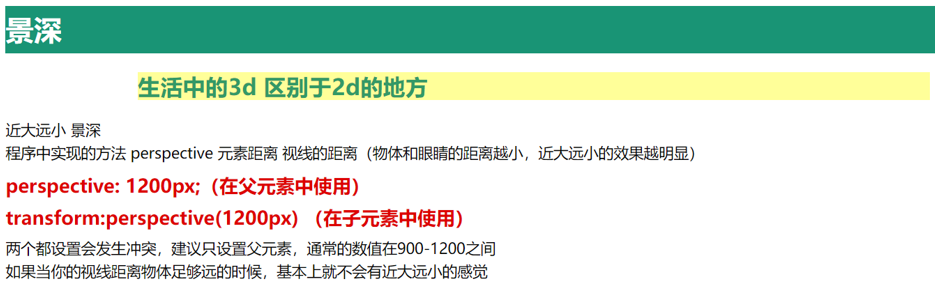 景深
生活中的3d 区别于2d的地方
近大远小 景深
程序中实现的方法 perspective 元素距离 视线的距离（物体和眼睛的距离越小，近大远小的效果越明显）
perspective: 1200px;（在父元素中使用）
transform:perspective(1200px) （在子元素中使用）
两个都设置会发生冲突，建议只设置父元素，通常的数值在900-1200之间
如果当你的视线距离物体足够远的时候，基本上就不会有近大远小的感觉